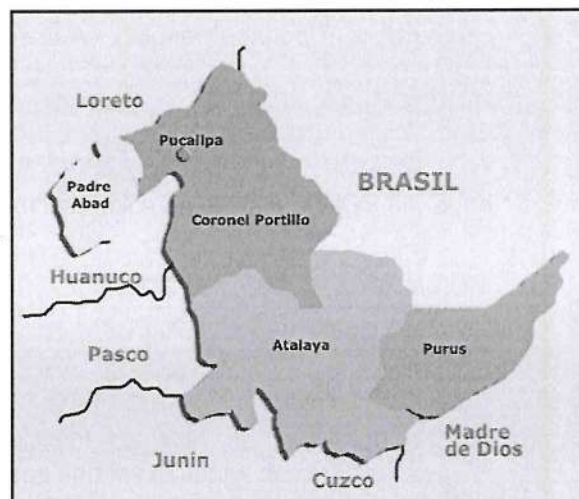 Loreto
Pucallpa
Padre
Abad
BRASIL
Coronel Portillo
Huanuco
Atalaya
Purus
Pasco
Madre
de Dios
Junin
Cuzco